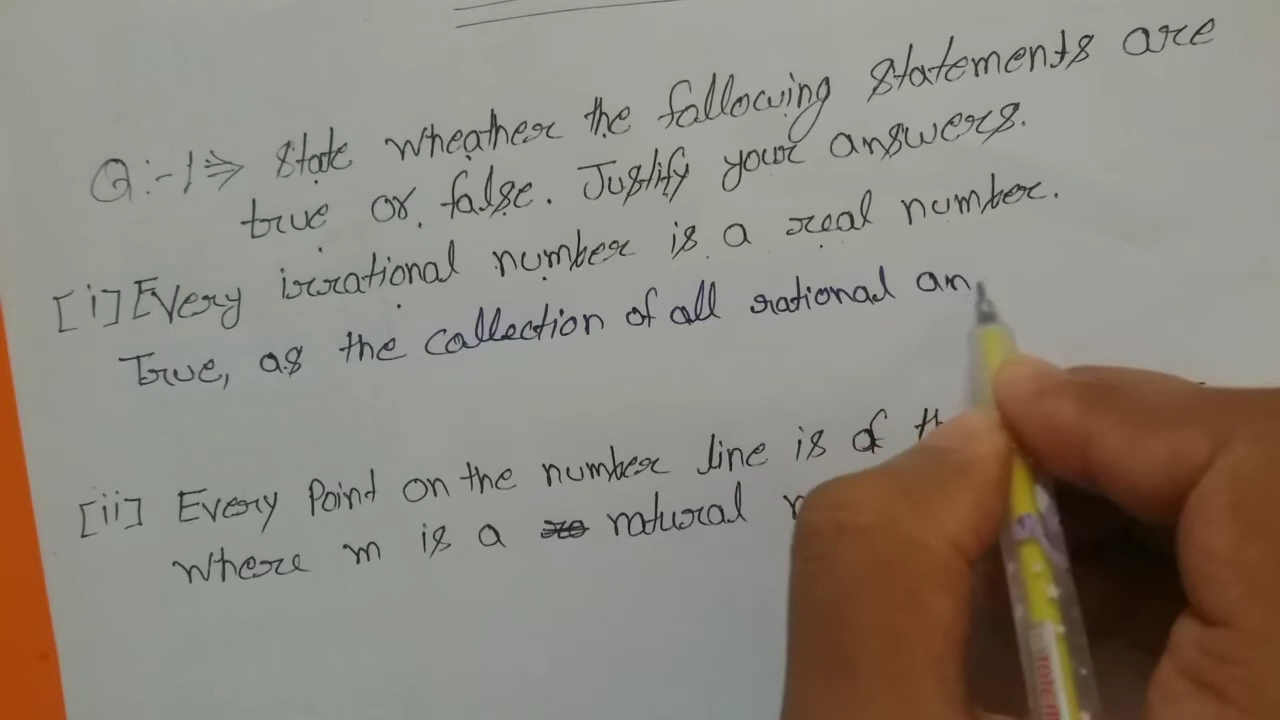 Q:-1⇒ State wheather the following statements are
true or false. Justify your answers.
[i] Every irrational number is a real number.
True, as the collection of all rational an
[ii] Every Point on the number line is of
where m is a natural